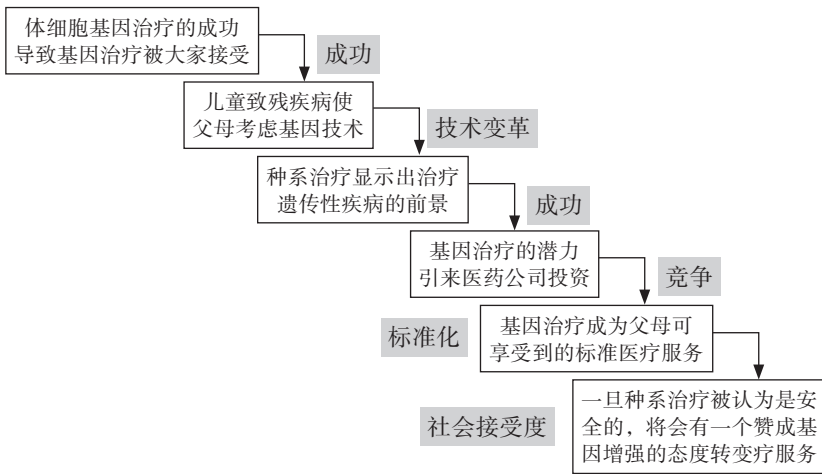 体细胞基因治疗的成功
导致基因治疗被大家接受
成功
儿童致残疾病使
父母考虑基因技术
技术变革
种系治疗显示出治疗
遗传性疾病的前景
成功
基因治疗的潜力
引来医药公司投资
竞争
标准化
基因治疗成为父母可
享受到的标准医疗服务
社会接受度
一旦种系治疗被认为是安
全的，将会有一个赞成基
因增强的态度转变疗服务